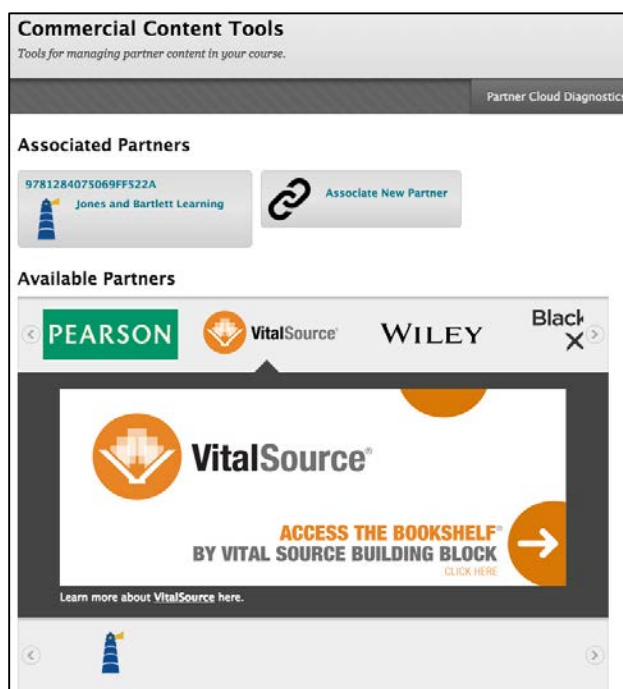 Commercial Content Tools
Tools for managing partner content in your course.
Partner Cloud Diagnostics
Associated Partners
9781284075069FF522A
Jones and Bartlett Learning
Associate New Partner
Available Partners
PEARSON
VitalSource®
WILEY
Black
X
VitalSource®
ACCESS THE BOOKSHELF®
BY VITAL SOURCE BUILDING BLOCK
CLICK HERE
Learn more about VitalSource here.